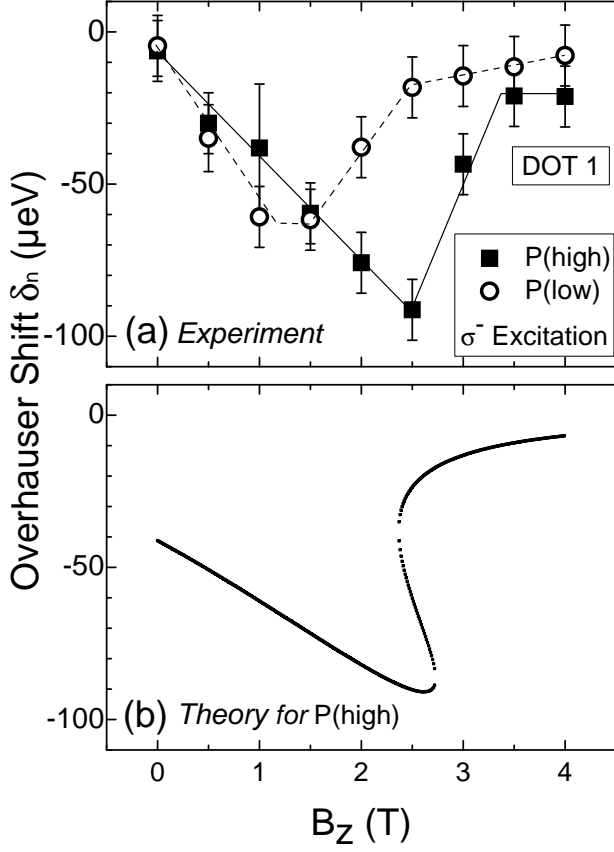 Overhauser Shift δn (µeV)
0
-50
-100
DOT 1
P(high)
P(low)
σ- Excitation
(a) Experiment
0
-50
-100
(b) Theory for P(high)
0 1 2 3 4
BZ (T)